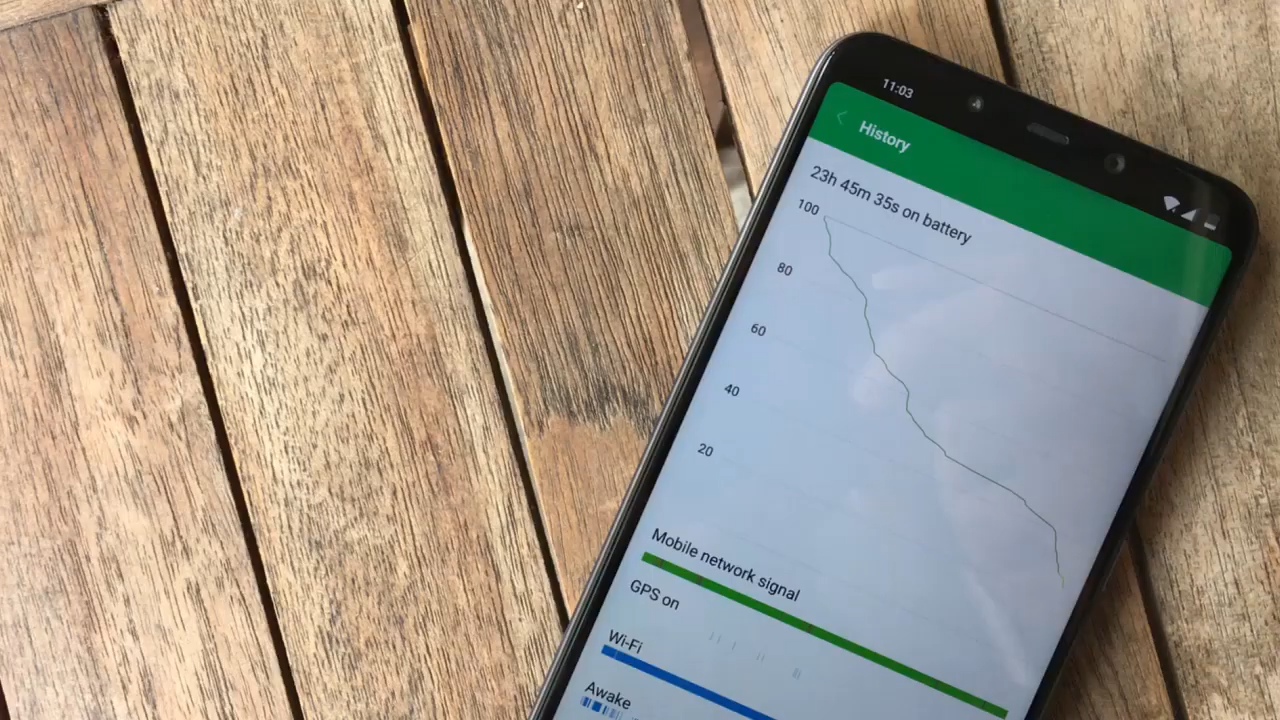 11:03
History
23h 45m 35s on battery
100
80
60
40
20
Mobile network signal
GPS on
Wi-Fi
Awake